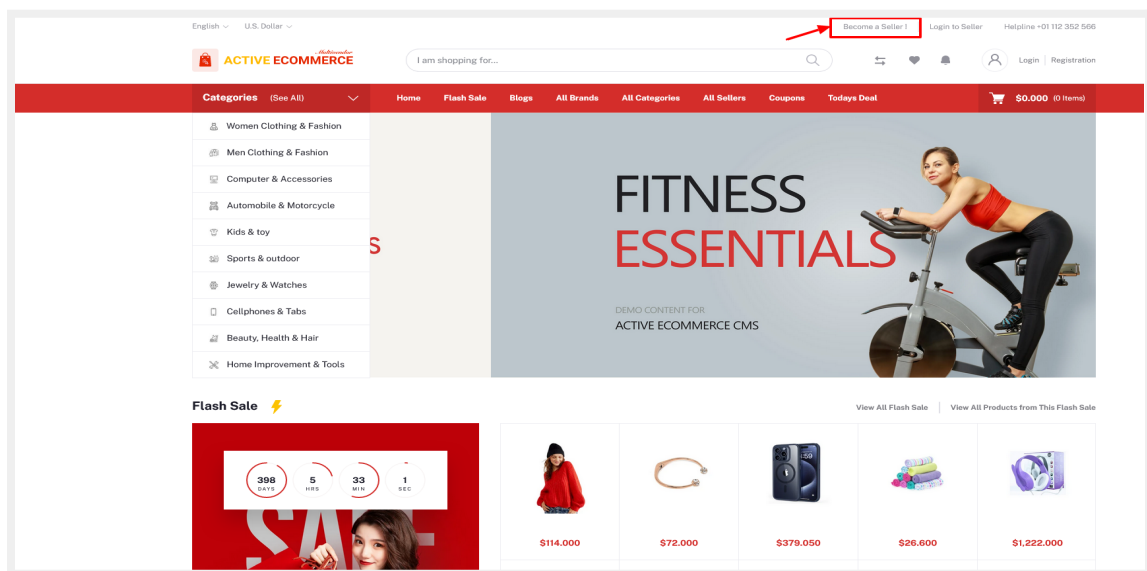 English U.S. Dollar Become a Seller ! Login to Seller Helpline +01 112 352 566
Multivendor
ACTIVE ECOMMERCE I am shopping for... Login Registration
Categories (See All) Home Flash Sale Blogs All Brands All Categories All Sellers Coupons Todays Deal $0.000 (0 Items)
Women Clothing & Fashion
Men Clothing & Fashion
Computer & Accessories
Automobile & Motorcycle
Kids & toy
Sports & outdoor
Jewelry & Watches
Cellphones & Tabs
Beauty, Health & Hair
Home Improvement & Tools
S
FITNESS
ESSENTIALS
DEMO CONTENT FOR
ACTIVE ECOMMERCE CMS
Flash Sale View All Flash Sale View All Products from This Flash Sale
398 5 33 1
DAYS HRS MIN SEC
SALE
$114.000 $72.000 $379.050 $26.600 $1,222.000